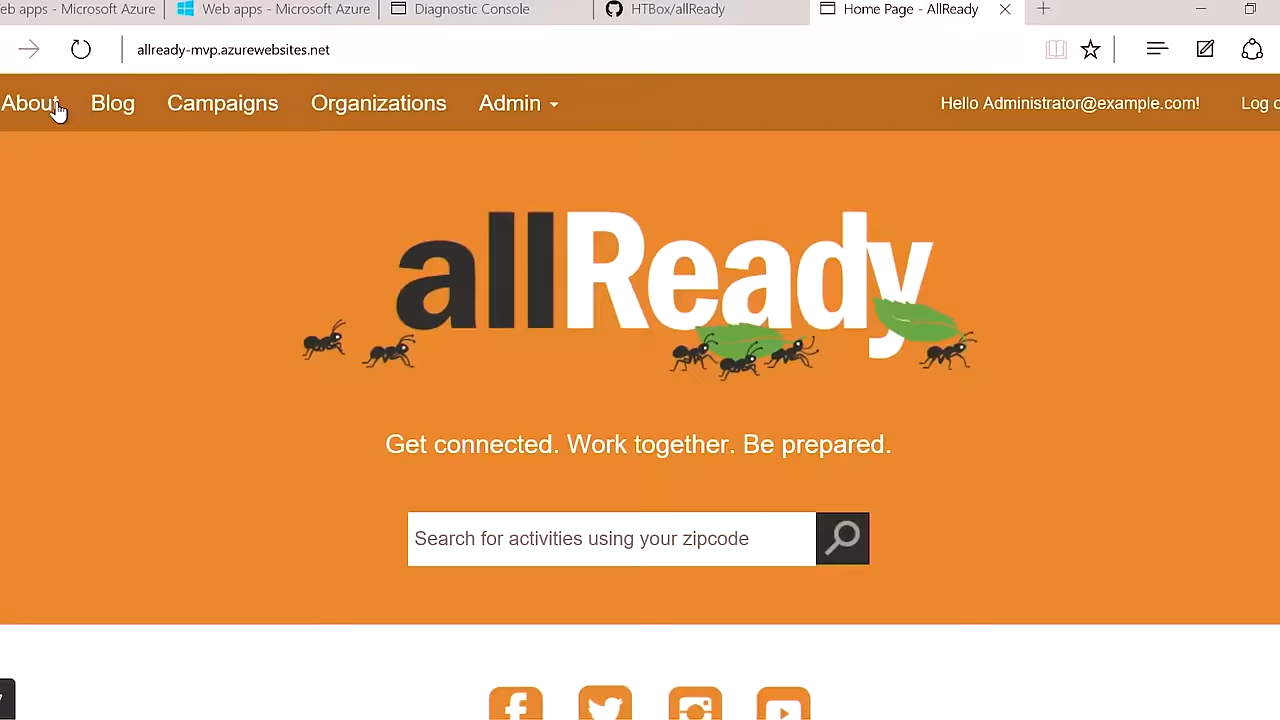 eb apps - Microsoft Azure
Web apps - Microsoft Azure
Diagnostic Console
HTBox/allReady
Home Page - AllReady
allready-mvp.azurewebsites.net
About
Blog
Campaigns
Organizations
Admin
Hello Administrator@example.com!
Log o
allReady
Get connected. Work together. Be prepared.
Search for activities using your zipcode